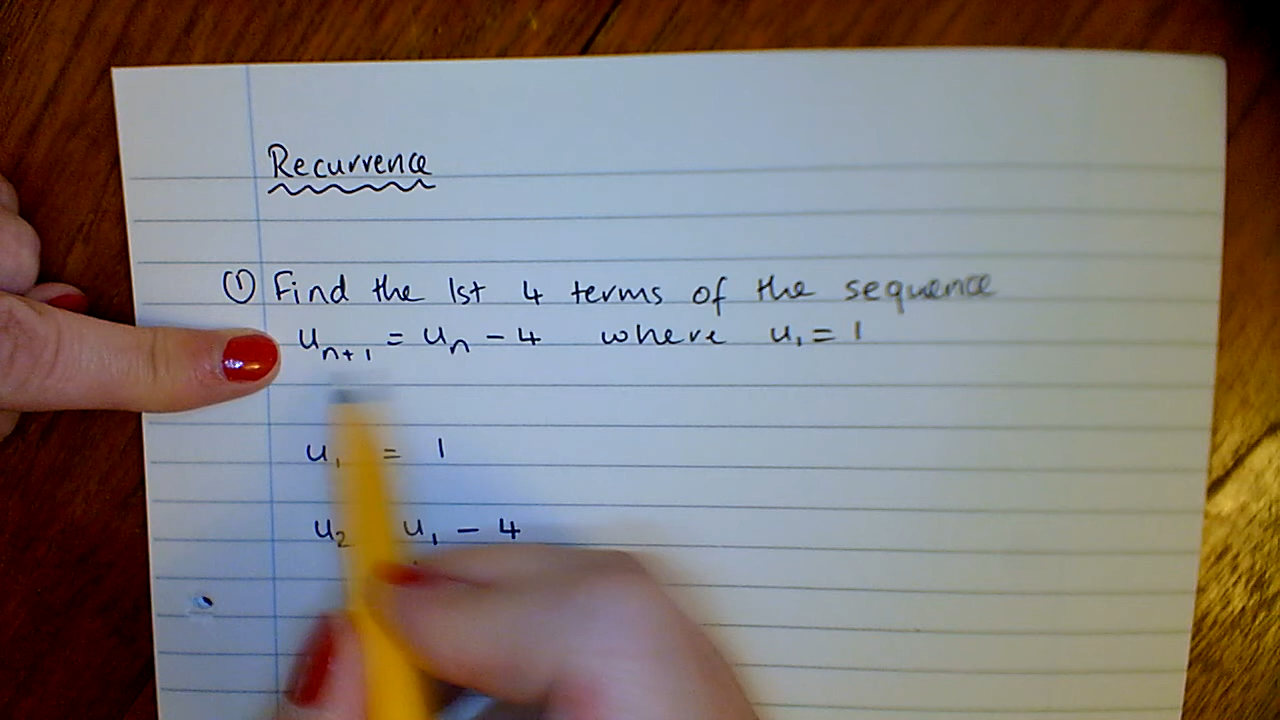 Recurrence
① Find the 1st 4 terms of the sequence
uₙ₊₁ = uₙ − 4 where u₁ = 1
u₁ = 1
u₂ u₁ − 4